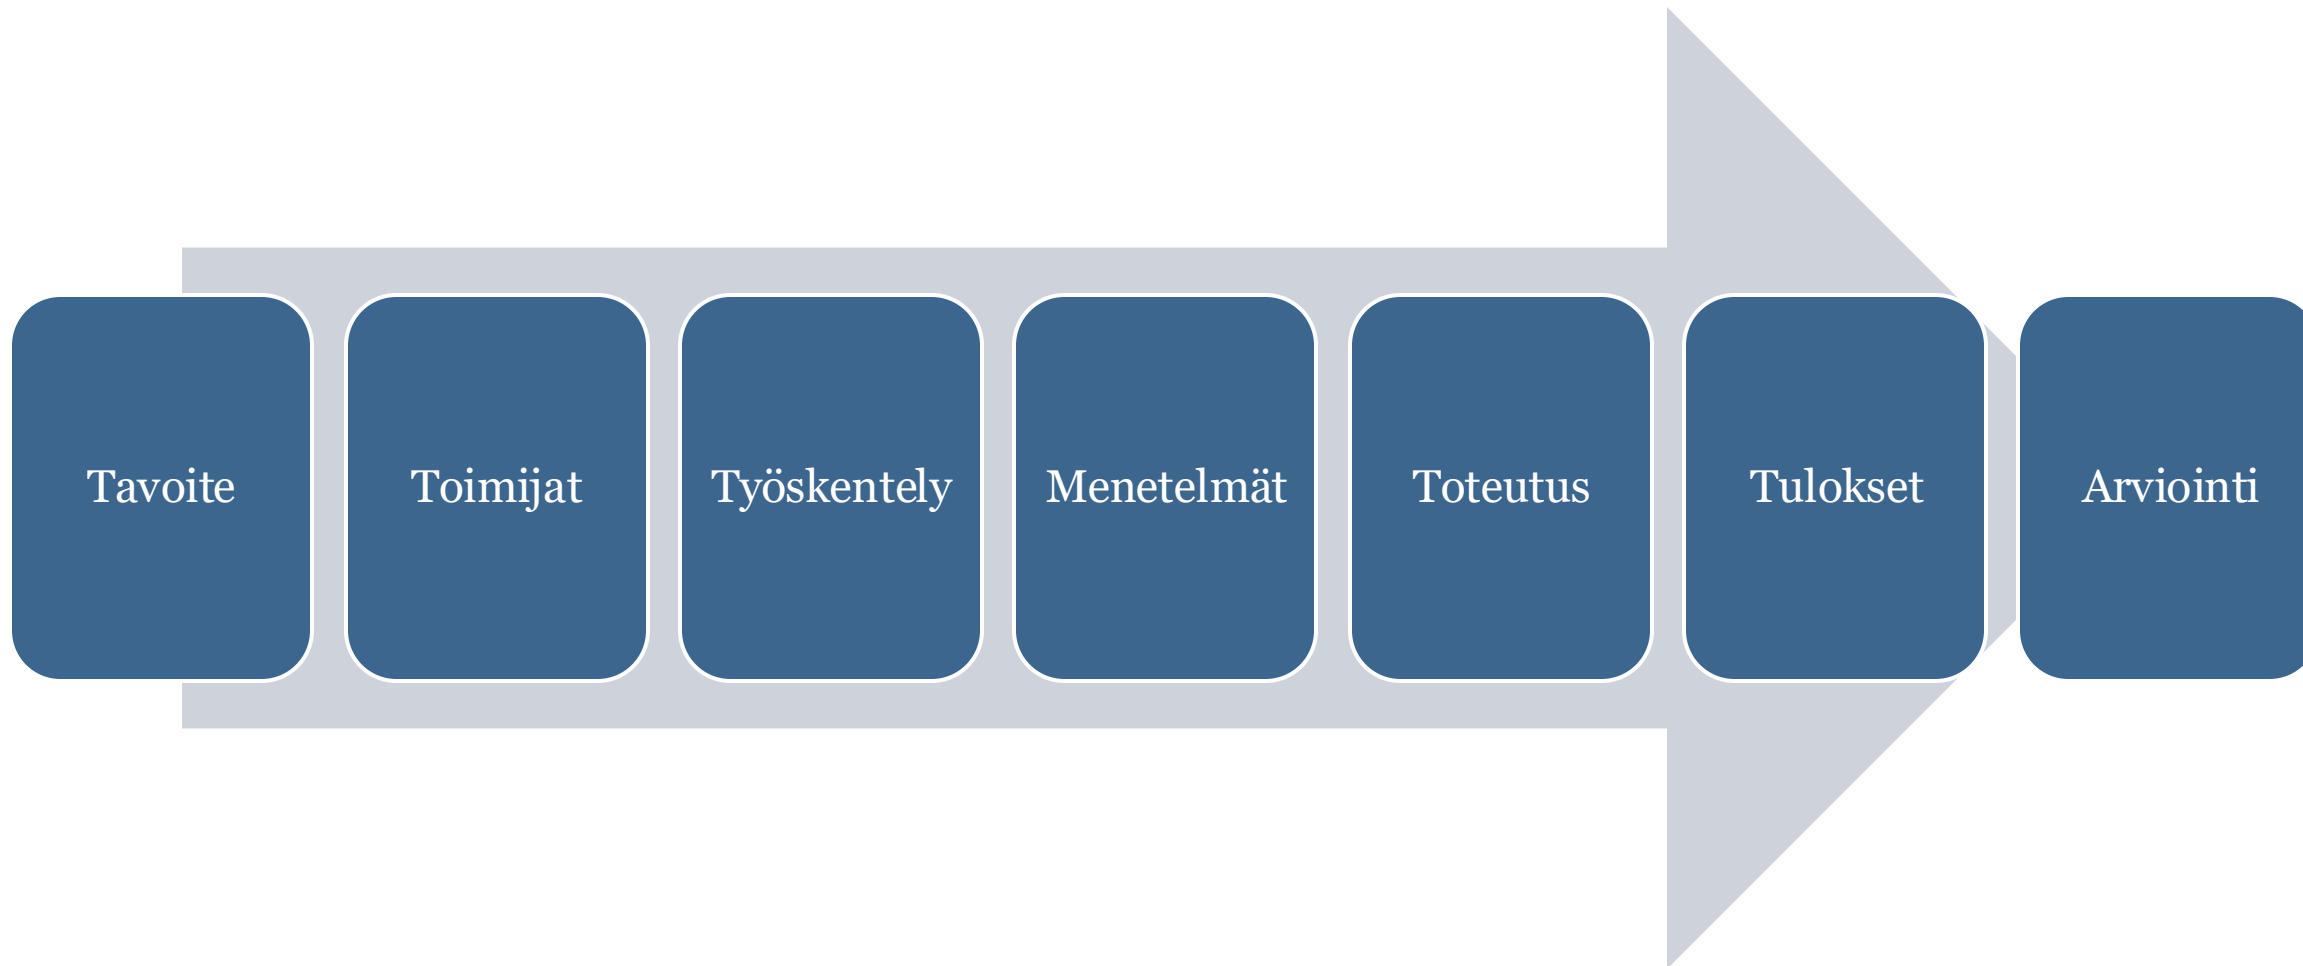 Tavoite
Toimijat
Työskentely
Menetelmät
Toteutus
Tulokset
Arviointi